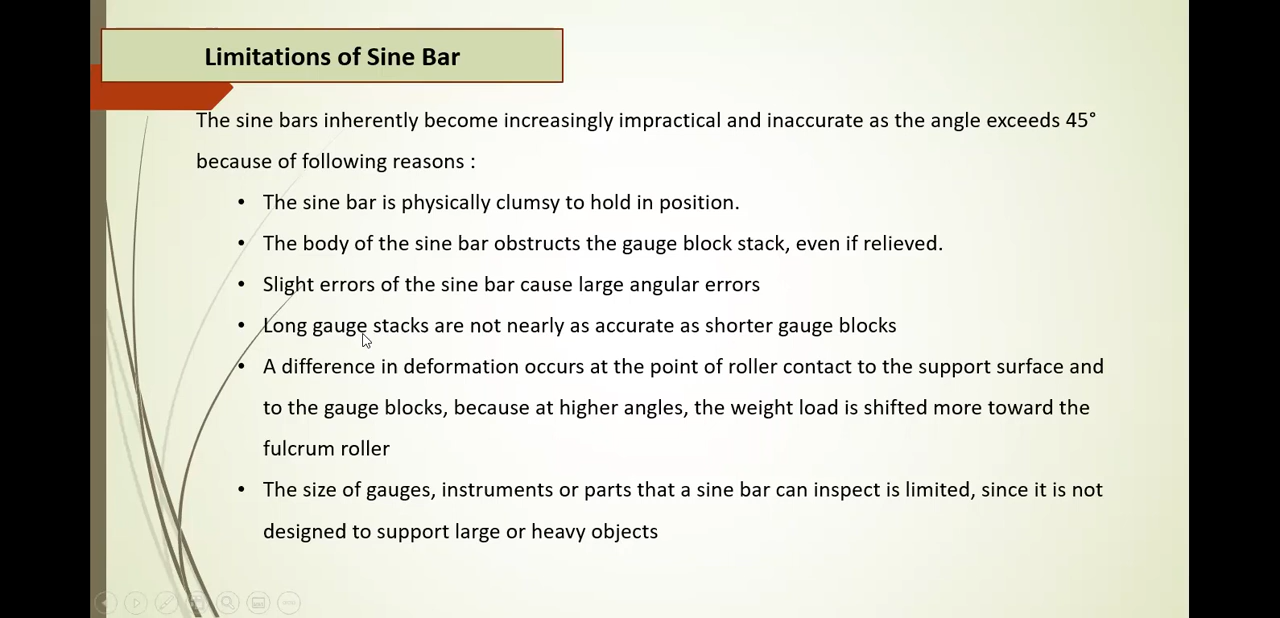 Limitations of Sine Bar
The sine bars inherently become increasingly impractical and inaccurate as the angle exceeds 45°
because of following reasons :
• The sine bar is physically clumsy to hold in position.
• The body of the sine bar obstructs the gauge block stack, even if relieved.
• Slight errors of the sine bar cause large angular errors
• Long gauge stacks are not nearly as accurate as shorter gauge blocks
• A difference in deformation occurs at the point of roller contact to the support surface and
to the gauge blocks, because at higher angles, the weight load is shifted more toward the
fulcrum roller
• The size of gauges, instruments or parts that a sine bar can inspect is limited, since it is not
designed to support large or heavy objects